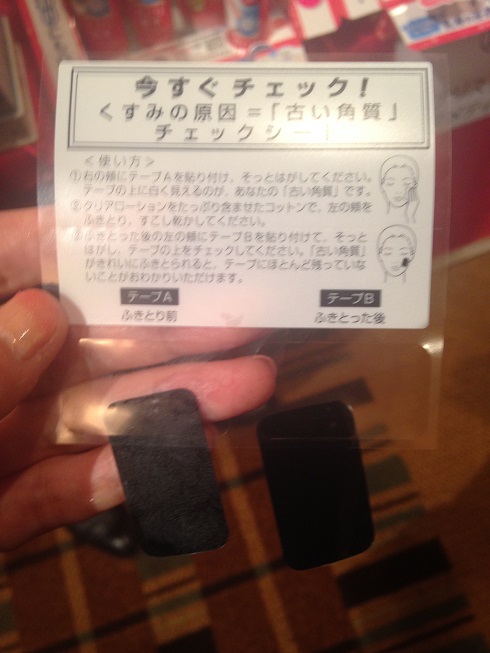 今すぐチェック!
くすみの原因=「古い角質」
チェックシー
<使い方>
①右の頬にテープAを貼り付け、そっとはがしてください。
テープの上に白く見えるのが、あなたの「古い角質」です。
②クリアローションをたっぷり含ませたコットンで、左の頬を
ふきとり、すこし乾かしてください。
③ふきとった後の左の頬にテープBを貼り付けて、そっと
はがし、テープの上をチェックしてください。「古い角質」
がきれいにふきとられると、テープにほとんど残っていな
いことがおわかりいただけます。
テープA
ふきとり前
テープB
ふきとった後